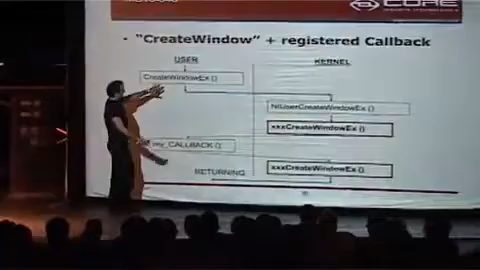 CORE
• "CreateWindow" + registered Callback
USER KERNEL
CreateWindowEx ()
NtUserCreateWindowEx ()
xxxCreateWindowEx ()
my_CALLBACK ()
xxxCreateWindowEx ()
RETURNING